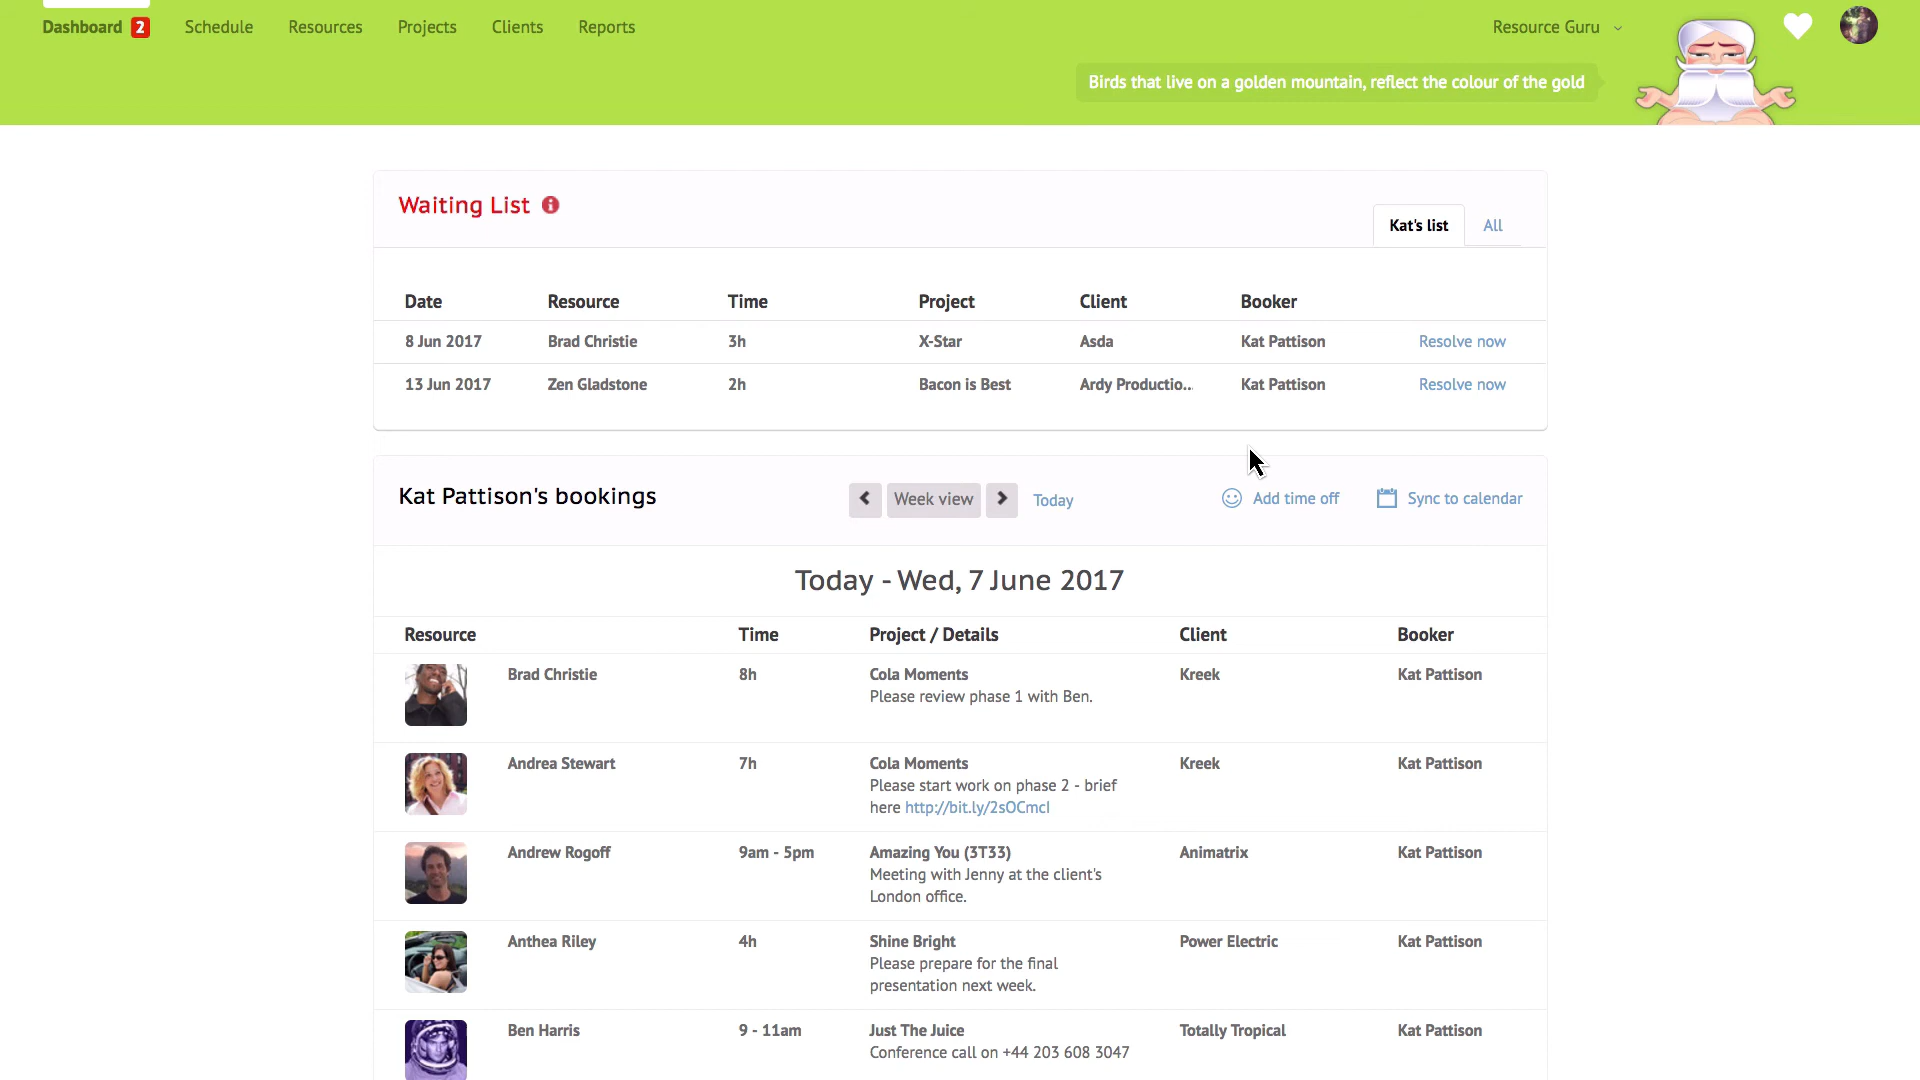 Dashboard 2 Schedule Resources Projects Clients Reports Resource Guru
Birds that live on a golden mountain, reflect the colour of the gold
Waiting List
Kat's list All
Date Resource Time Project Client Booker
8 Jun 2017 Brad Christie 3h X-Star Asda Kat Pattison Resolve now
13 Jun 2017 Zen Gladstone 2h Bacon is Best Ardy Productio.. Kat Pattison Resolve now
Kat Pattison's bookings Week view Today Add time off Sync to calendar
Today - Wed, 7 June 2017
Resource Time Project / Details Client Booker
Brad Christie 8h Cola Moments Kreek Kat Pattison
Please review phase 1 with Ben.
Andrea Stewart 7h Cola Moments Kreek Kat Pattison
Please start work on phase 2 - brief
here http://bit.ly/2sOCmcI
Andrew Rogoff 9am - 5pm Amazing You (3T33) Animatrix Kat Pattison
Meeting with Jenny at the client's
London office.
Anthea Riley 4h Shine Bright Power Electric Kat Pattison
Please prepare for the final
presentation next week.
Ben Harris 9 - 11am Just The Juice Totally Tropical Kat Pattison
Conference call on +44 203 608 3047